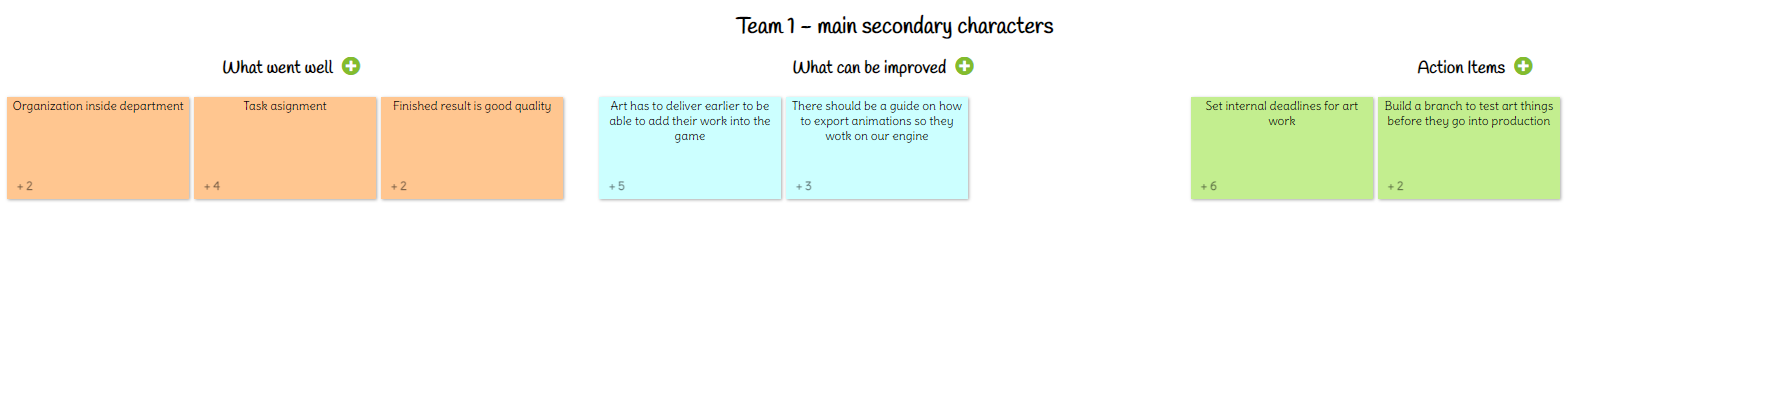 Team 1 - main secondary characters
What went well
What can be improved
Action Items
Organization inside department
+ 2
Task asignment
+ 4
Finished result is good quality
+ 2
Art has to deliver earlier to be
able to add their work into the
game
+ 5
There should be a guide on how
to export animations so they
wotk on our engine
+ 3
Set internal deadlines for art
work
+ 6
Build a branch to test art things
before they go into production
+ 2